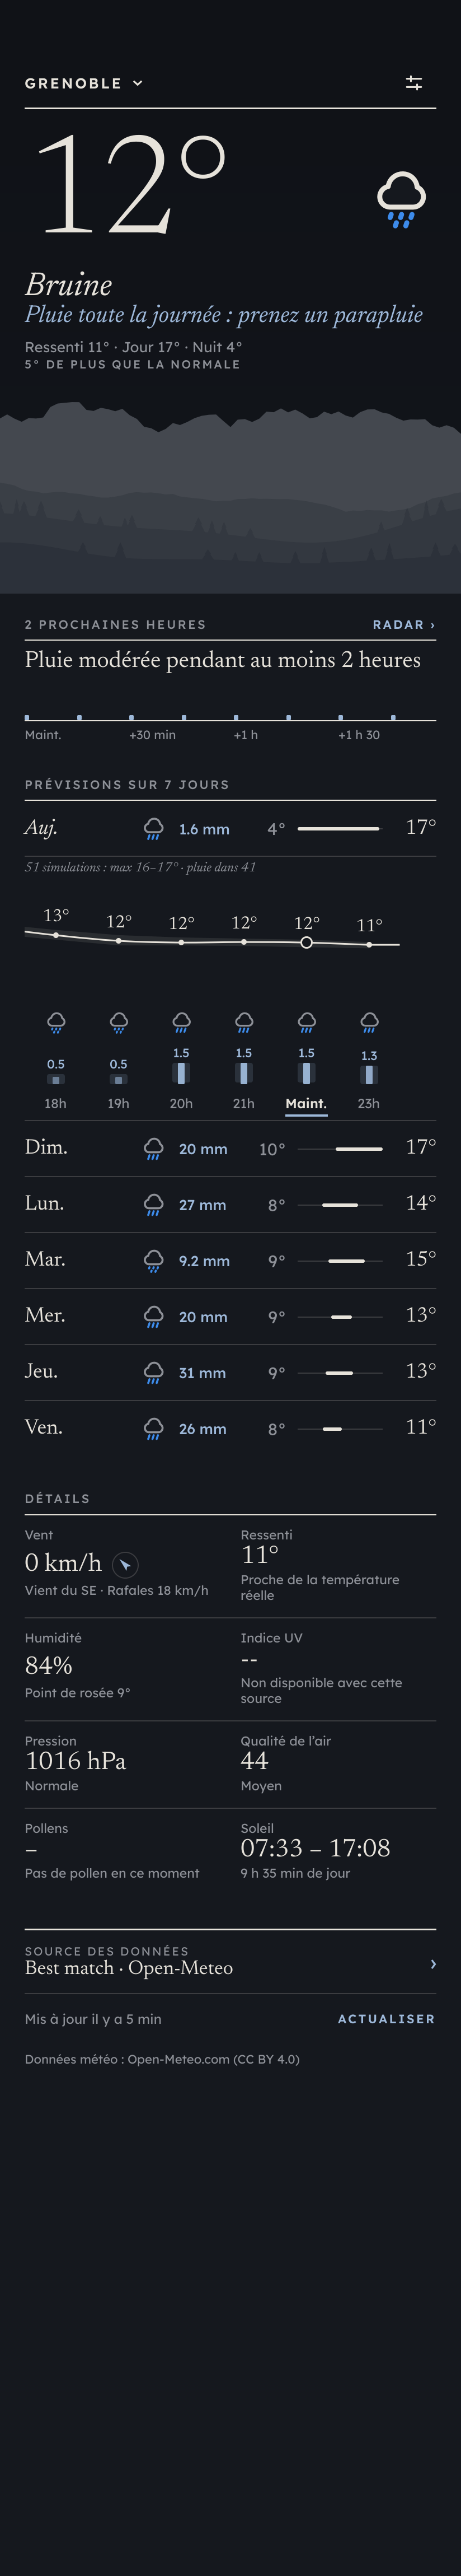 GRENOBLE
12°
Bruine
Pluie toute la journée : prenez un parapluie
Ressenti 11° · Jour 17° · Nuit 4°
5° DE PLUS QUE LA NORMALE
2 PROCHAINES HEURES RADAR ›
Pluie modérée pendant au moins 2 heures
Maint. +30 min +1 h +1 h 30
PRÉVISIONS SUR 7 JOURS
Auj. 1.6 mm 4° 17°
51 simulations : max 16–17° · pluie dans 41
13° 12° 12° 12° 12° 11°
0.5 0.5 1.5 1.5 1.5 1.3
18h 19h 20h 21h Maint. 23h
Dim. 20 mm 10° 17°
Lun. 27 mm 8° 14°
Mar. 9.2 mm 9° 15°
Mer. 20 mm 9° 13°
Jeu. 31 mm 9° 13°
Ven. 26 mm 8° 11°
DÉTAILS
Vent
0 km/h
Vient du SE · Rafales 18 km/h
Ressenti
11°
Proche de la température
réelle
Humidité
84%
Point de rosée 9°
Indice UV
--
Non disponible avec cette
source
Pression
1016 hPa
Normale
Qualité de l'air
44
Moyen
Pollens
–
Pas de pollen en ce moment
Soleil
07:33 – 17:08
9 h 35 min de jour
SOURCE DES DONNÉES
Best match · Open-Meteo ›
Mis à jour il y a 5 min ACTUALISER
Données météo : Open-Meteo.com (CC BY 4.0)